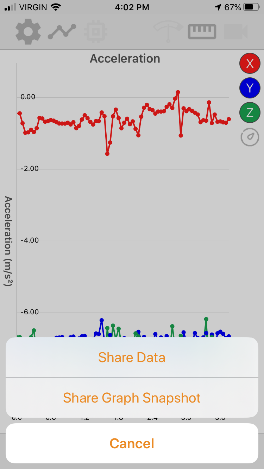 VIRGIN 4:02 PM 67%
Acceleration
X
Y
Z
0.00
-2.00
-4.00
-6.00
Acceleration (m/s²)
Share Data
Share Graph Snapshot
Cancel